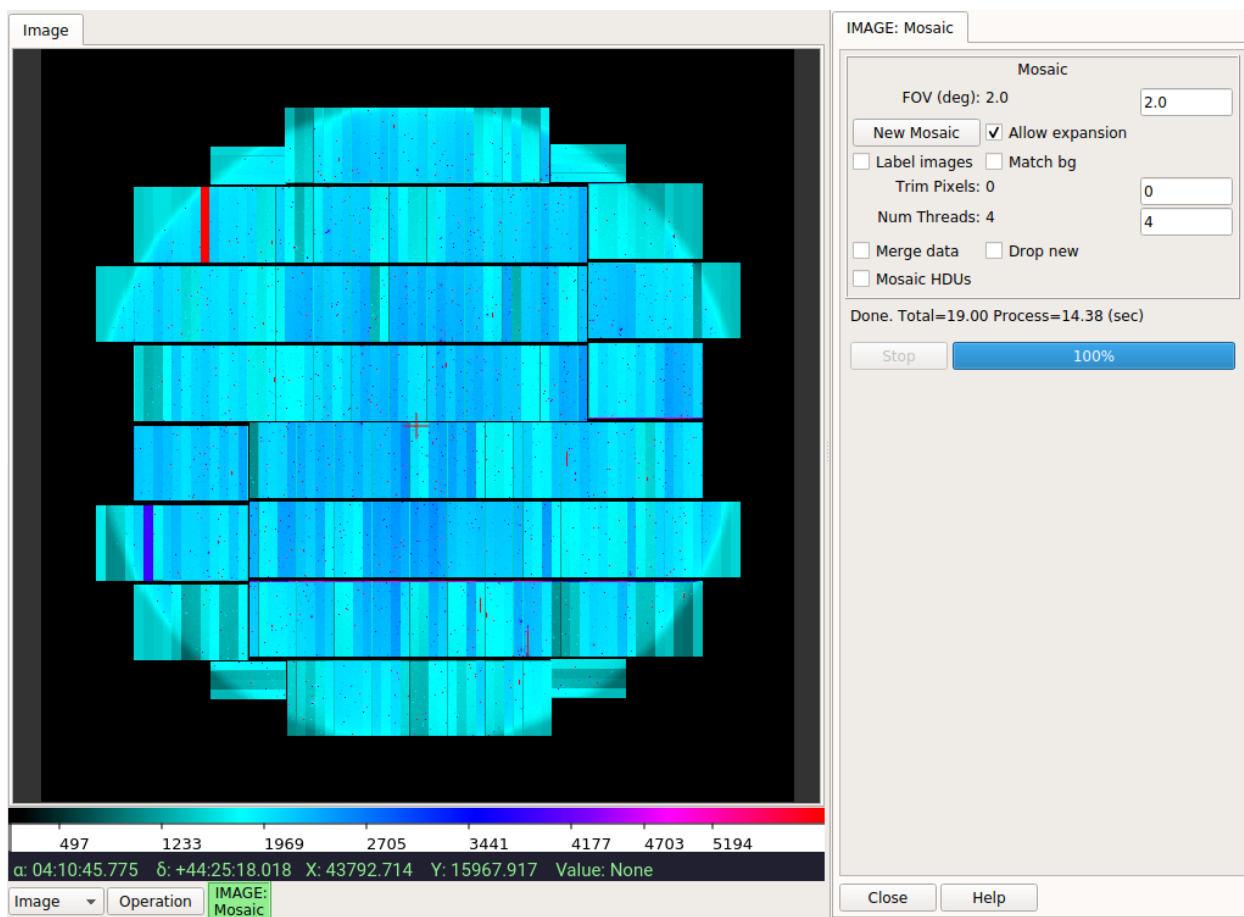 Image
IMAGE: Mosaic
Mosaic
FOV (deg): 2.0 2.0
New Mosaic Allow expansion
Label images Match bg
Trim Pixels: 0 0
Num Threads: 4 4
Merge data Drop new
Mosaic HDUs
Done. Total=19.00 Process=14.38 (sec)
Stop 100%
497 1233 1969 2705 3441 4177 4703 5194
α: 04:10:45.775 δ: +44:25:18.018 X: 43792.714 Y: 15967.917 Value: None
Image Operation IMAGE:
Mosaic
Close Help